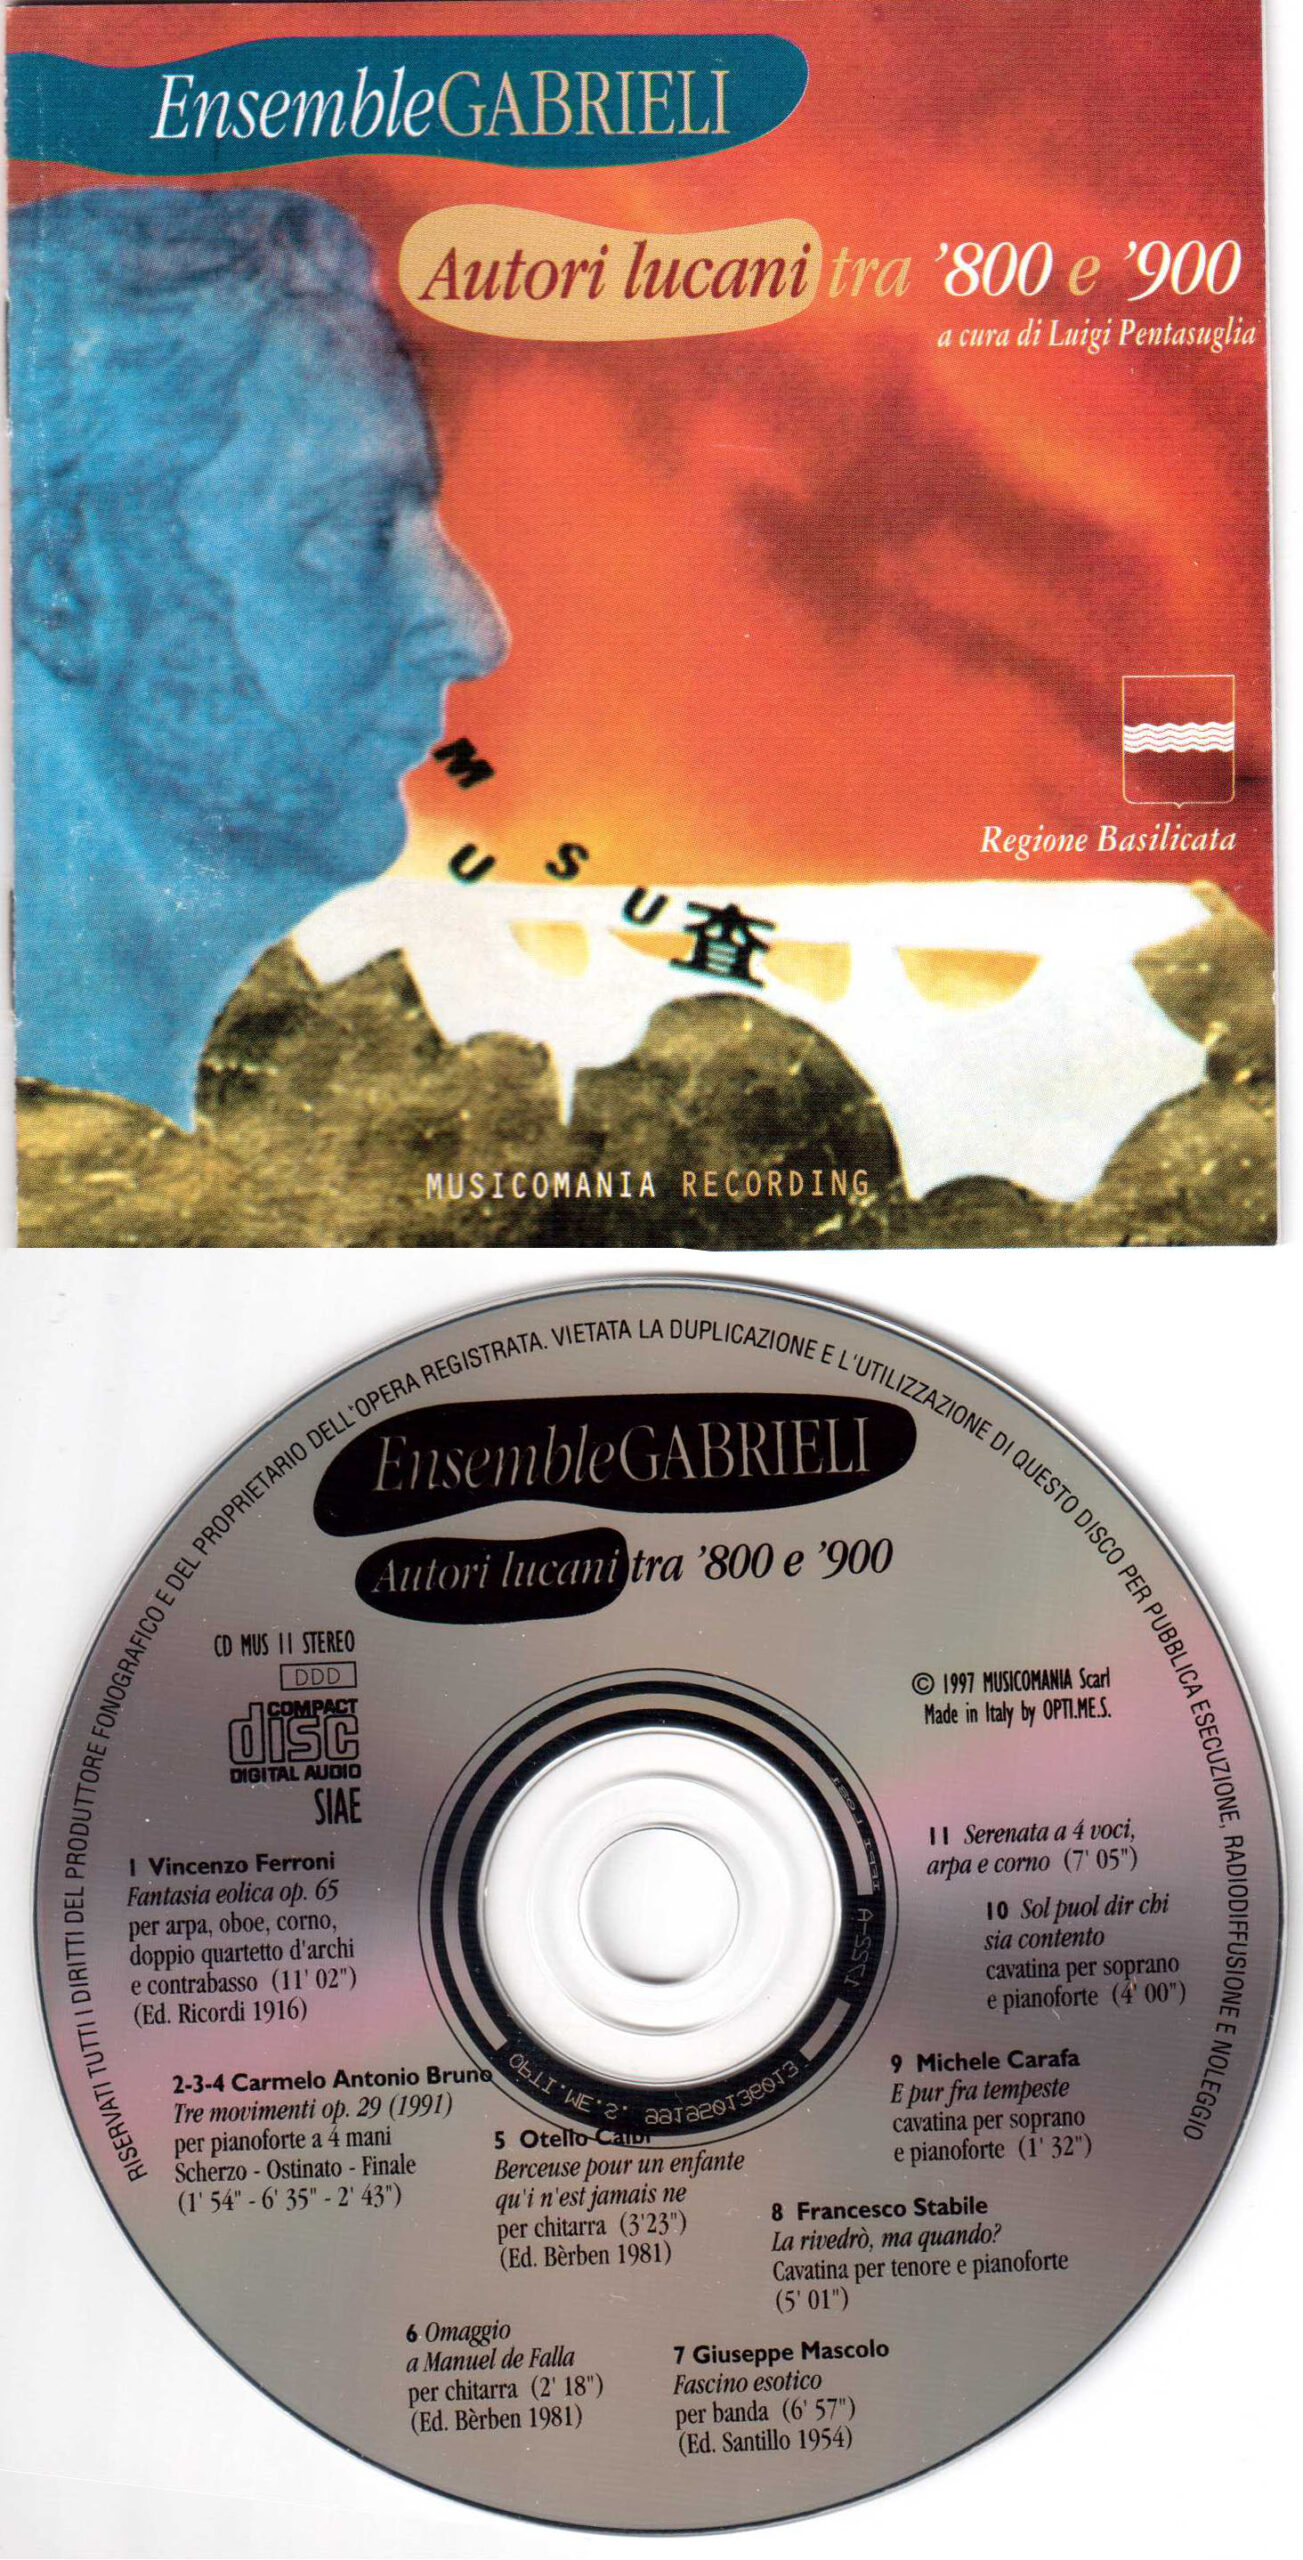 EnsembleGABRIELI
Autori lucani tra '800 e '900
a cura di Luigi Pentasuglia
M
U
S
U
查
Regione Basilicata
MUSICOMANIA RECORDING
RISERVATI TUTTI I DIRITTI DEL PRODUTTORE FONOGRAFICO E DEL PROPRIETARIO DELL'OPERA REGISTRATA. VIETATA LA DUPLICAZIONE E L'UTILIZZAZIONE DI QUESTO DISCO PER PUBBLICA ESECUZIONE, RADIODIFFUSIONE E NOLEGGIO
EnsembleGABRIELI
Autori lucani tra '800 e '900
CD MUS 11 STEREO
DDD
COMPACT
disc
DIGITAL AUDIO
SIAE
© 1997 MUSICOMANIA Scarl
Made in Italy by OPTI.ME.S.
1 Vincenzo Ferroni
Fantasia eolica op. 65
per arpa, oboe, corno,
doppio quartetto d'archi
e contrabasso (11' 02")
(Ed. Ricordi 1916)
2-3-4 Carmelo Antonio Bruno
Tre movimenti op. 29 (1991)
per pianoforte a 4 mani
Scherzo - Ostinato - Finale
(1' 54" - 6' 35" - 2' 43")
5 Otello Calbi
Berceuse pour un enfante
qu'i n'est jamais ne
per chitarra (3'23")
(Ed. Bèrben 1981)
6 Omaggio
a Manuel de Falla
per chitarra (2' 18")
(Ed. Bèrben 1981)
7 Giuseppe Mascolo
Fascino esotico
per banda (6' 57")
(Ed. Santillo 1954)
8 Francesco Stabile
La rivedrò, ma quando?
Cavatina per tenore e pianoforte
(5' 01")
9 Michele Carafa
E pur fra tempeste
cavatina per soprano
e pianoforte (1' 32")
10 Sol puol dir chi
sia contento
cavatina per soprano
e pianoforte (4' 00")
11 Serenata a 4 voci,
arpa e corno (7' 05")
OPTI.ME.S.